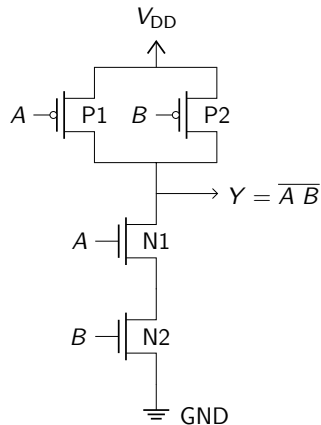 V_DD
A P1 B P2
Y = \overline{A B}
A N1
B N2
GND